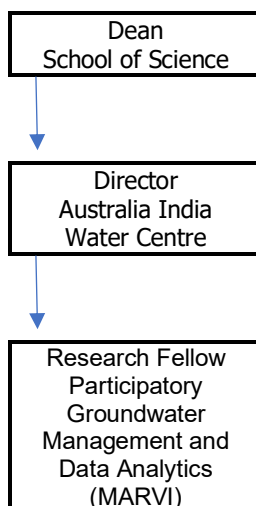 Dean
School of Science
Director
Australia India
Water Centre
Research Fellow
Participatory
Groundwater
Management and
Data Analytics
(MARVI)